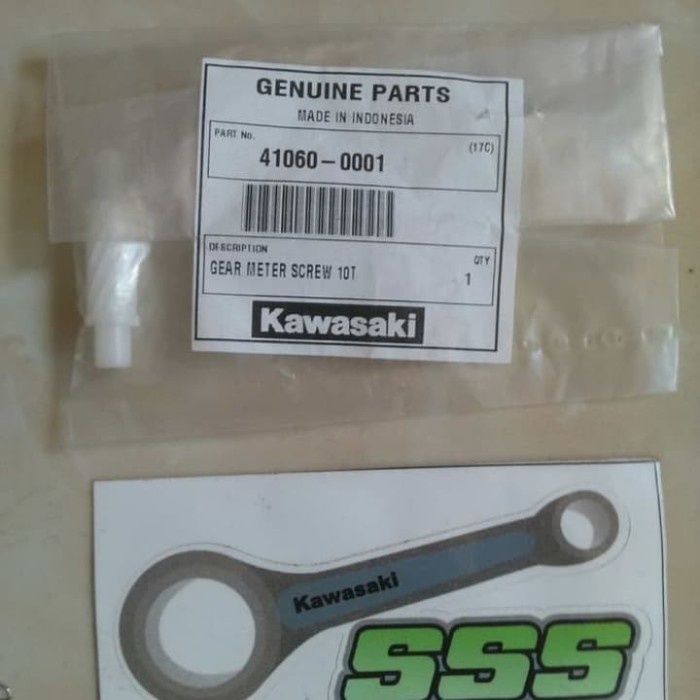 GENUINE PARTS
MADE IN INDONESIA
PART No.
(17C)
41060-0001
DESCRIPTION
QTY
GEAR METER SCREW 10T
1
Kawasaki
Kawasaki
SSS